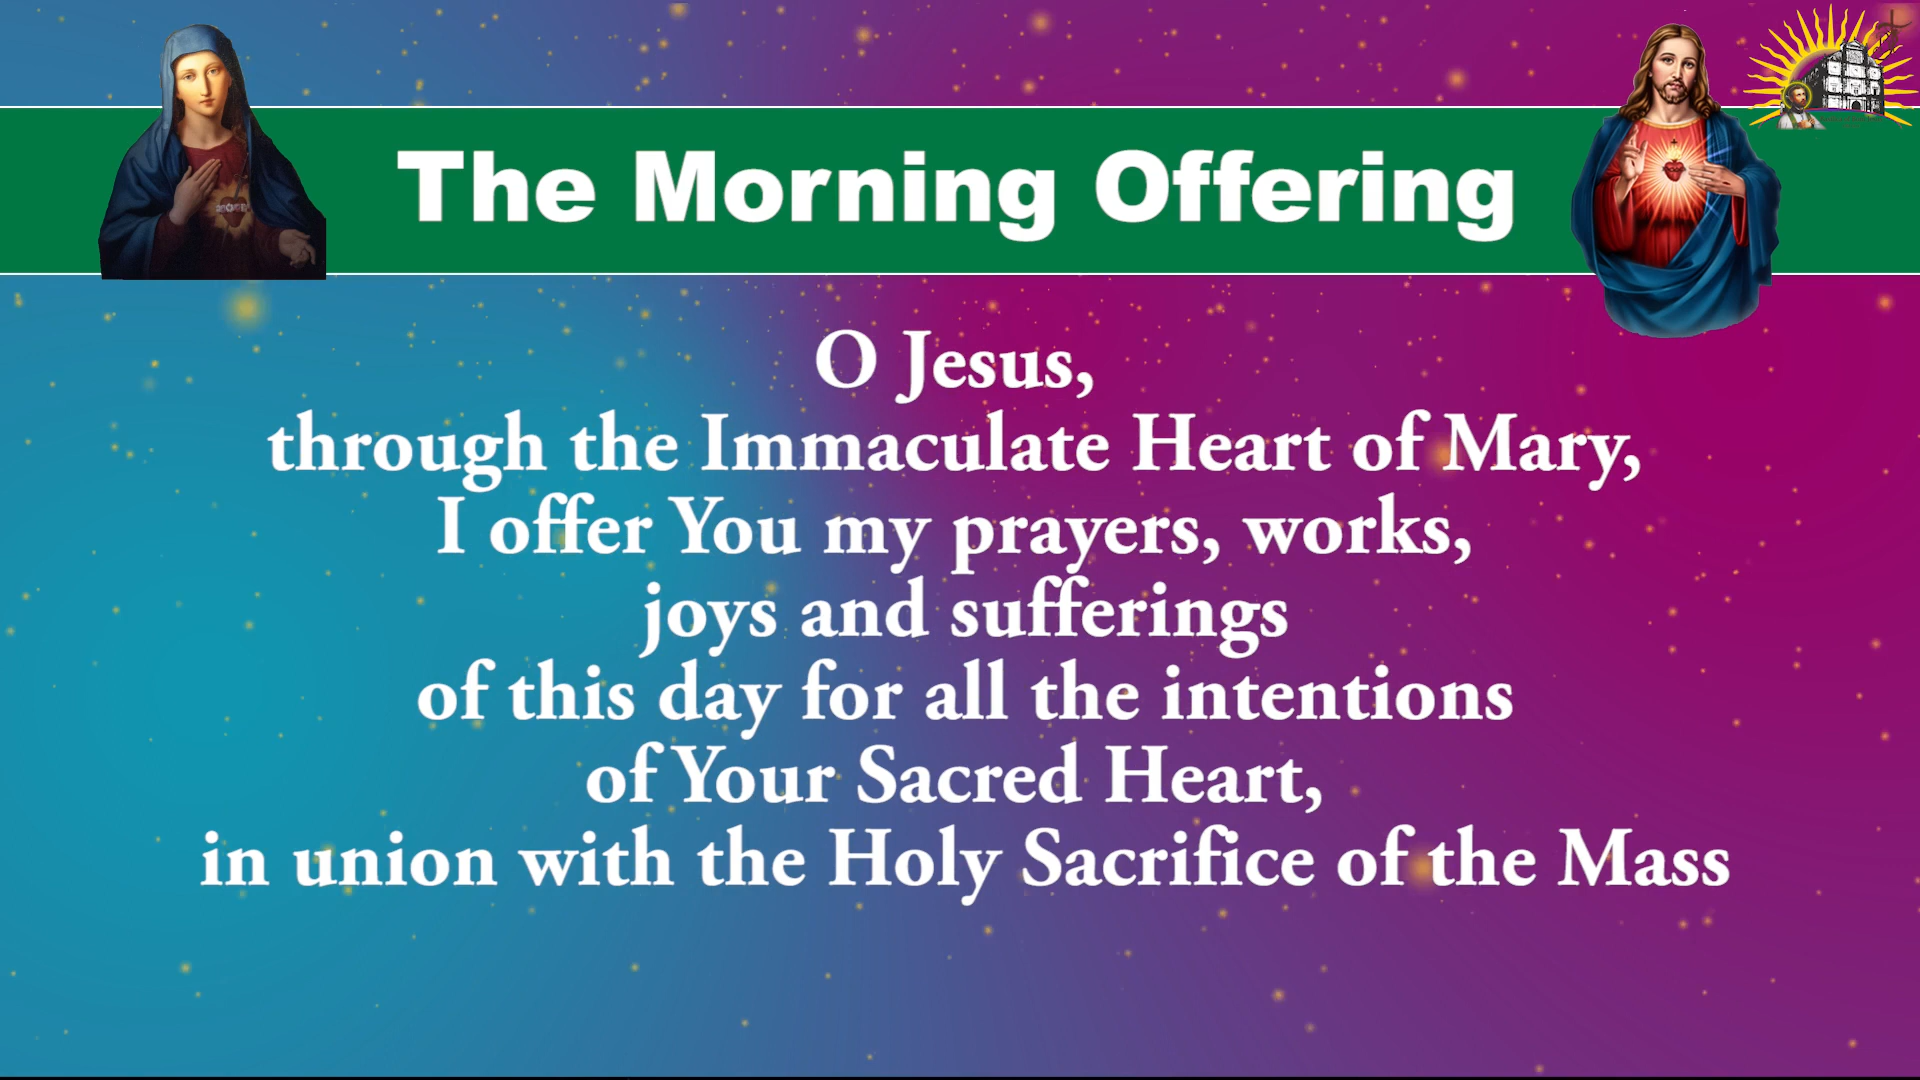 The Morning Offering
O Jesus,
through the Immaculate Heart of Mary,
I offer You my prayers, works,
joys and sufferings
of this day for all the intentions
of Your Sacred Heart,
in union with the Holy Sacrifice of the Mass